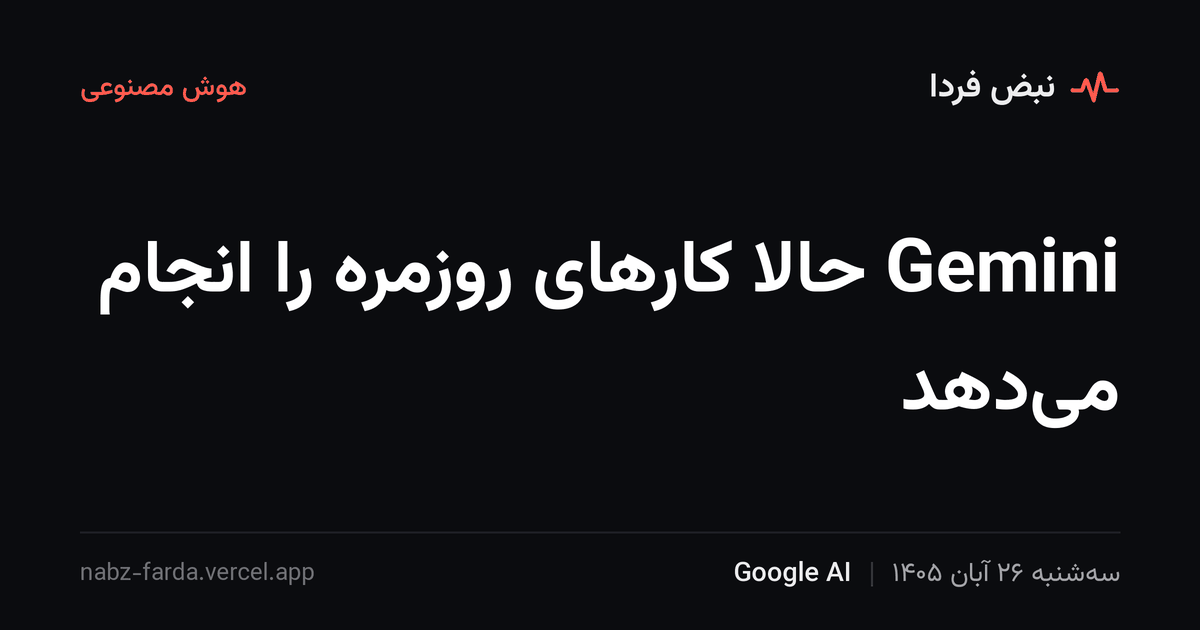 نبض فردا
هوش مصنوعی
Gemini حالا کارهای روزمره را انجام
می‌دهد
سه‌شنبه ۲۶ آبان ۱۴۰۵ | Google AI
nabz-farda.vercel.app